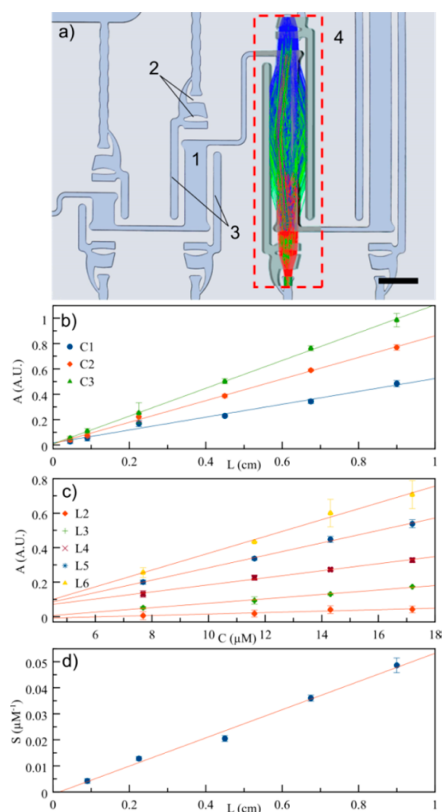 a)
2
4
1
3
b)
C1
C2
C3
A (A.U.)
1
0.8
0.6
0.4
0.2
0
0 0.2 0.4 0.6 0.8 1
L (cm)
c)
L2
L3
L4
L5
L6
A (A.U.)
0.8
0.6
0.4
0.2
0
6 8 10 12 14 16 18
C (μM)
d)
S (μM⁻¹)
0.05
0.04
0.03
0.02
0.01
0
0 0.2 0.4 0.6 0.8 1
L (cm)